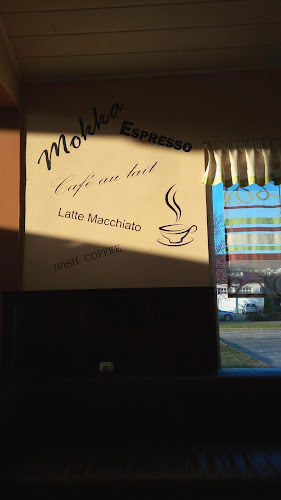 Mokka
ESPRESSO
Café au lait
Latte Macchiato
IRISH COFFEE